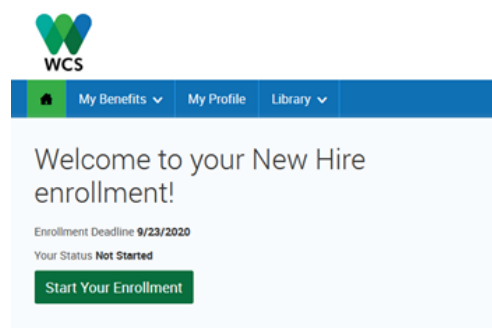 WCS
My Benefits
My Profile
Library
Welcome to your New Hire
enrollment!
Enrollment Deadline 9/23/2020
Your Status Not Started
Start Your Enrollment